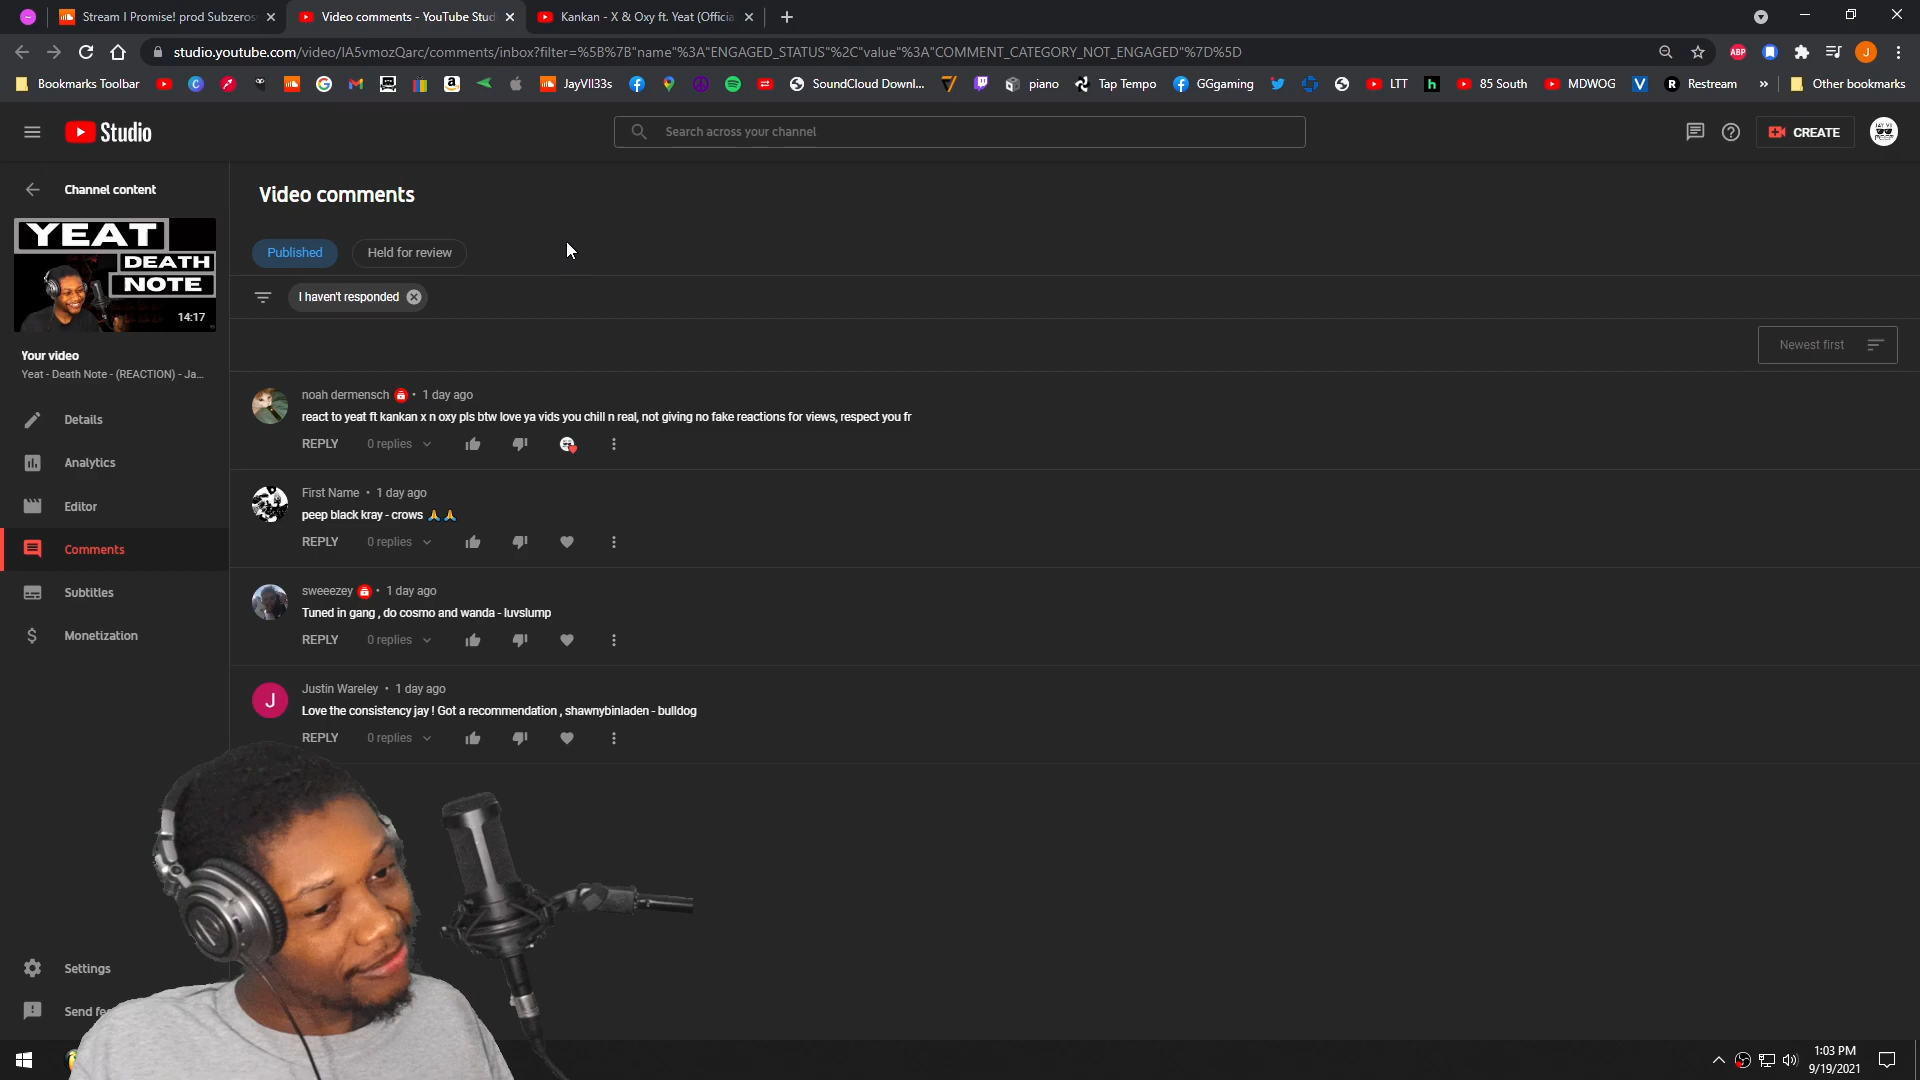 Stream I Promise! prod Subzeros
Video comments - YouTube Stud
Kankan - X & Oxy ft. Yeat (Officia
studio.youtube.com/video/IA5vmozQarc/comments/inbox?filter=%5B%7B"name"%3A"ENGAGED_STATUS"%2C"value"%3A"COMMENT_CATEGORY_NOT_ENGAGED"%7D%5D
ABP
J
Bookmarks Toolbar
JayVII33s
SoundCloud Downl...
piano
Tap Tempo
GGgaming
LTT
85 South
MDWOG
Restream
»
Other bookmarks
Studio
Search across your channel
CREATE
Channel content
YEAT
DEATH
NOTE
14:17
Your video
Yeat - Death Note - (REACTION) - Ja...
Details
Analytics
Editor
Comments
Subtitles
Monetization
Settings
Send fe
Video comments
Published
Held for review
I haven't responded
Newest first
noah dermensch • 1 day ago
react to yeat ft kankan x n oxy pls btw love ya vids you chill n real, not giving no fake reactions for views, respect you fr
REPLY 0 replies
First Name • 1 day ago
peep black kray - crows 🙏🙏
REPLY 0 replies
sweeezey • 1 day ago
Tuned in gang , do cosmo and wanda - luvslump
REPLY 0 replies
J
Justin Wareley • 1 day ago
Love the consistency jay ! Got a recommendation , shawnybinladen - bulldog
REPLY 0 replies
1:03 PM
9/19/2021